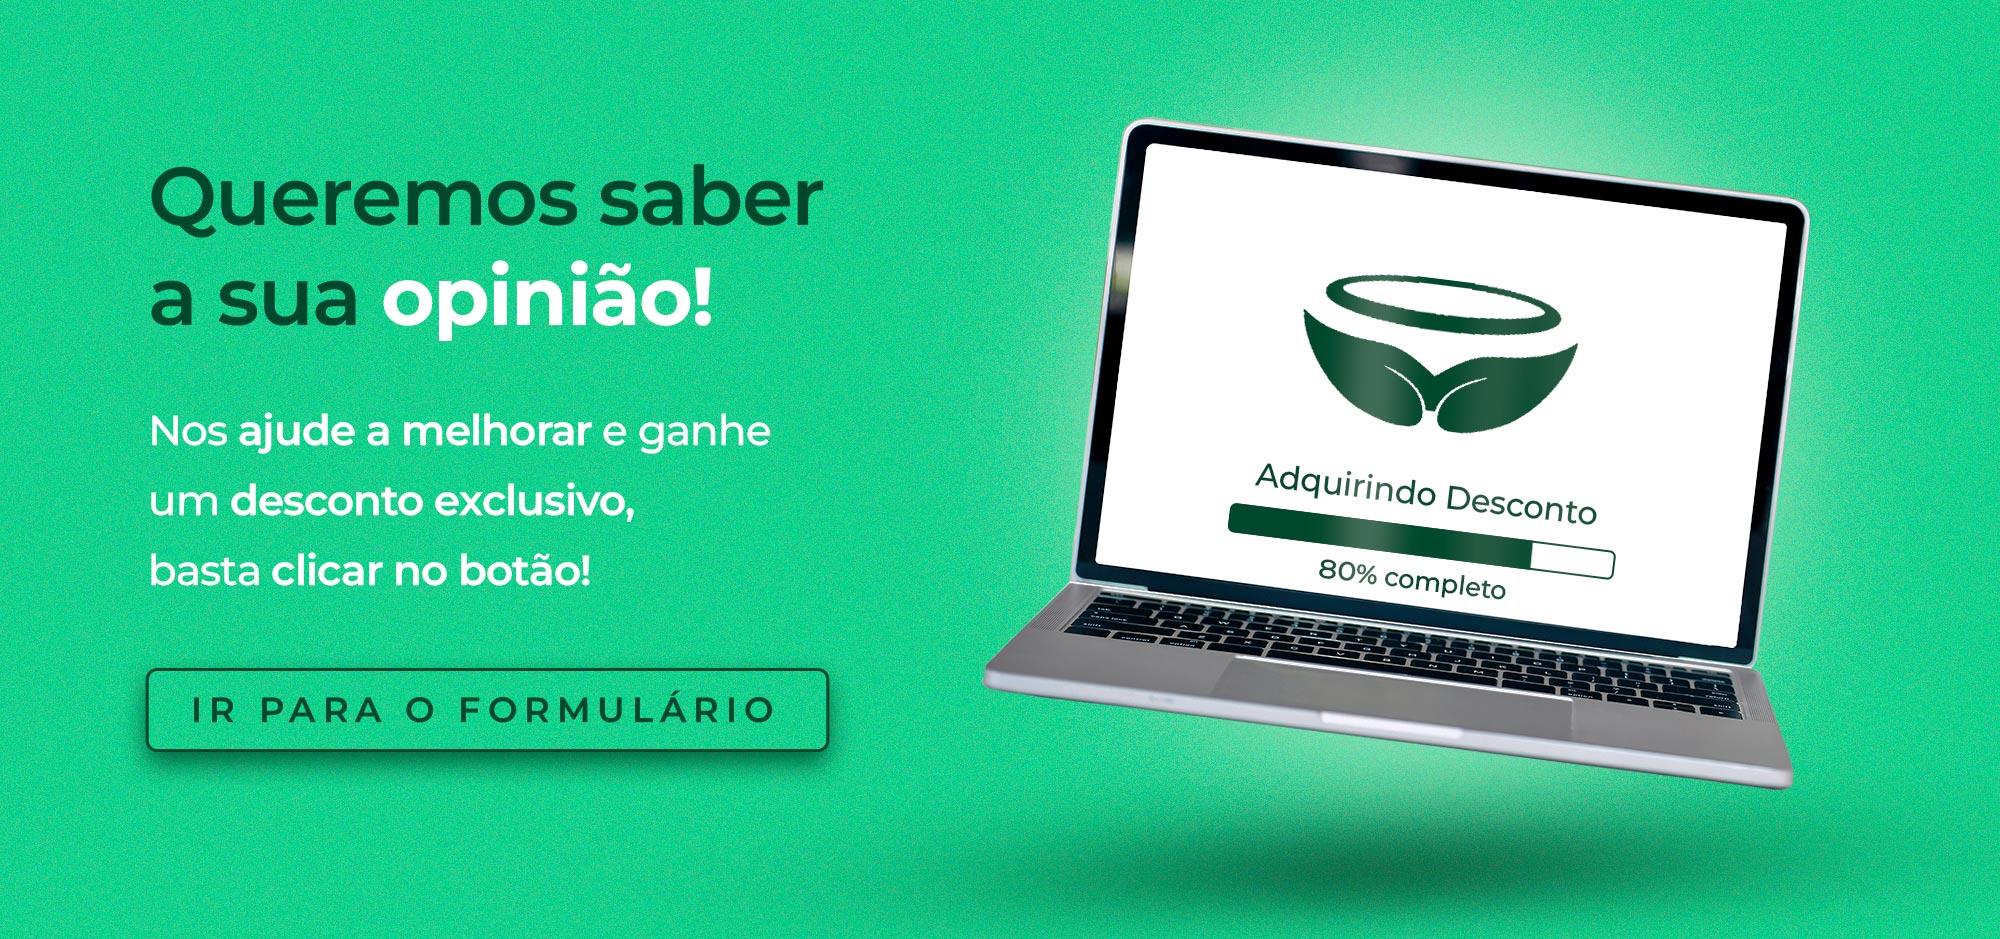 Queremos saber
a sua opinião!
Nos ajude a melhorar e ganhe
um desconto exclusivo,
basta clicar no botão!
IR PARA O FORMULÁRIO
Adquirindo Desconto
80% completo